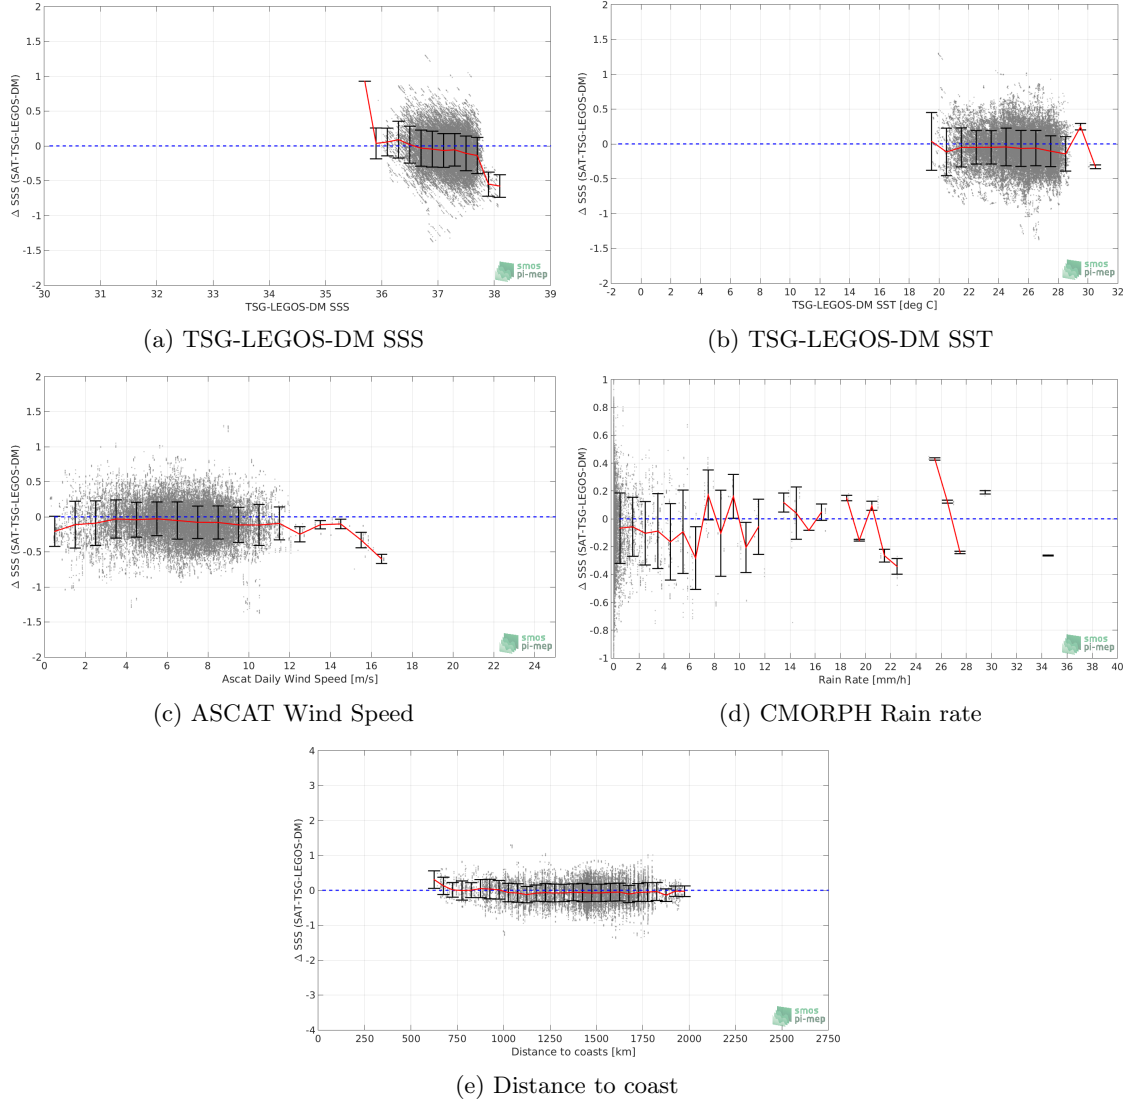 2
1.5
1
0.5
0
-0.5
-1
-1.5
-2
Δ SSS (SAT-TSG-LEGOS-DM)
30 31 32 33 34 35 36 37 38 39
TSG-LEGOS-DM SSS
smos
pi-mep
(a) TSG-LEGOS-DM SSS
2
1.5
1
0.5
0
-0.5
-1
-1.5
-2
Δ SSS (SAT-TSG-LEGOS-DM)
-2 0 2 4 6 8 10 12 14 16 18 20 22 24 26 28 30 32
TSG-LEGOS-DM SST [deg C]
smos
pi-mep
(b) TSG-LEGOS-DM SST
2
1.5
1
0.5
0
-0.5
-1
-1.5
-2
Δ SSS (SAT-TSG-LEGOS-DM)
0 2 4 6 8 10 12 14 16 18 20 22 24
Ascat Daily Wind Speed [m/s]
smos
pi-mep
(c) ASCAT Wind Speed
1
0.8
0.6
0.4
0.2
0
-0.2
-0.4
-0.6
-0.8
-1
Δ SSS (SAT-TSG-LEGOS-DM)
0 2 4 6 8 10 12 14 16 18 20 22 24 26 28 30 32 34 36 38 40
Rain Rate [mm/h]
smos
pi-mep
(d) CMORPH Rain rate
4
3
2
1
0
-1
-2
-3
-4
Δ SSS (SAT-TSG-LEGOS-DM)
0 250 500 750 1000 1250 1500 1750 2000 2250 2500 2750
Distance to coasts [km]
smos
pi-mep
(e) Distance to coast